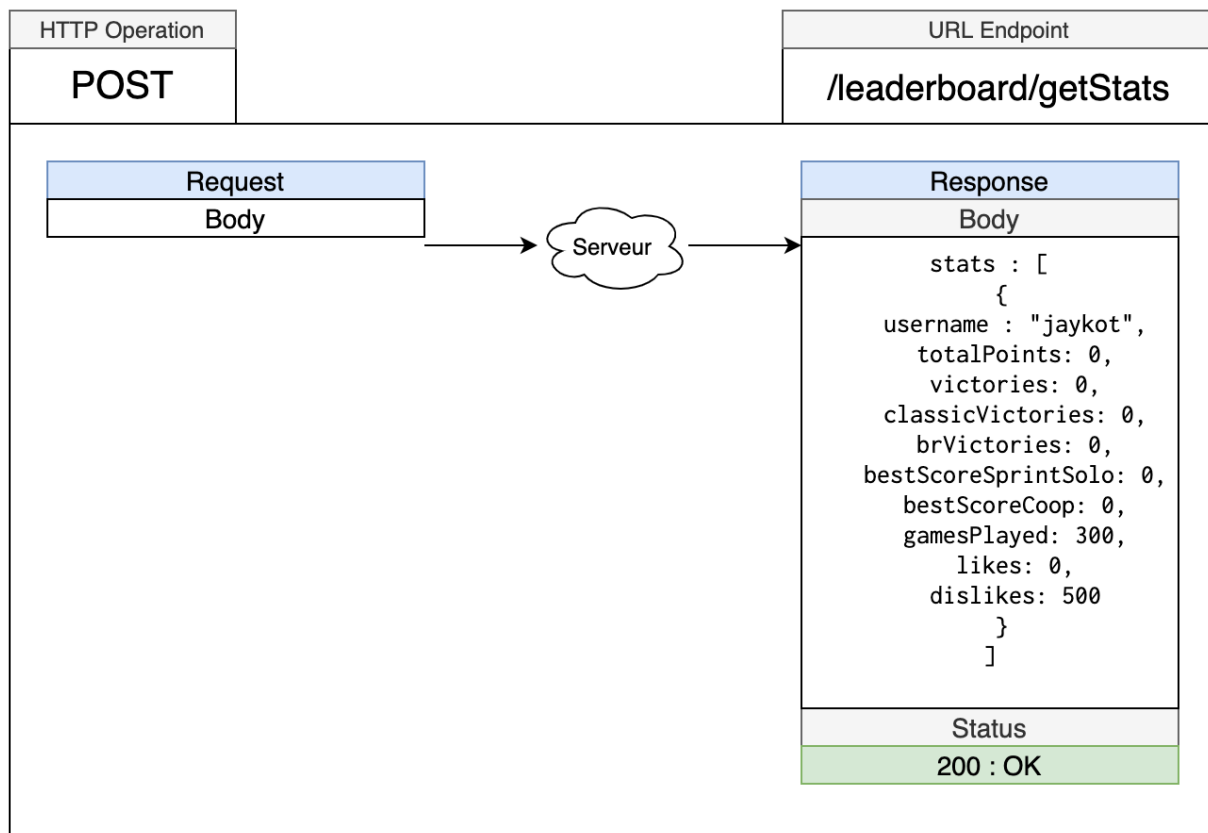 HTTP Operation
URL Endpoint
POST
/leaderboard/getStats
Request
Body
Serveur
Response
Body
stats : [
{
username : "jaykot",
totalPoints: 0,
victories: 0,
classicVictories: 0,
brVictories: 0,
bestScoreSprintSolo: 0,
bestScoreCoop: 0,
gamesPlayed: 300,
likes: 0,
dislikes: 500
}
]
Status
200 : OK